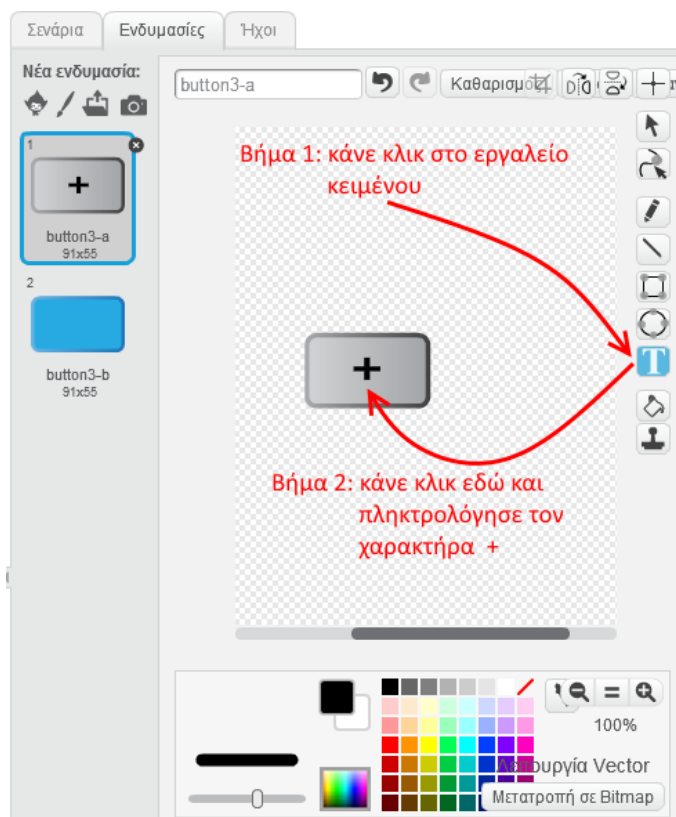 Σενάρια
Ενδυμασίες
Ήχοι
Νέα ενδυμασία:
button3-a
1
+
button3-a
91x55
2
button3-b
91x55
Βήμα 1: κάνε κλικ στο εργαλείο
κειμένου
+
T
Βήμα 2: κάνε κλικ εδώ και
πληκτρολόγησε τον
χαρακτήρα +
100%
Λειτουργία Vector
Μετατροπή σε Bitmap